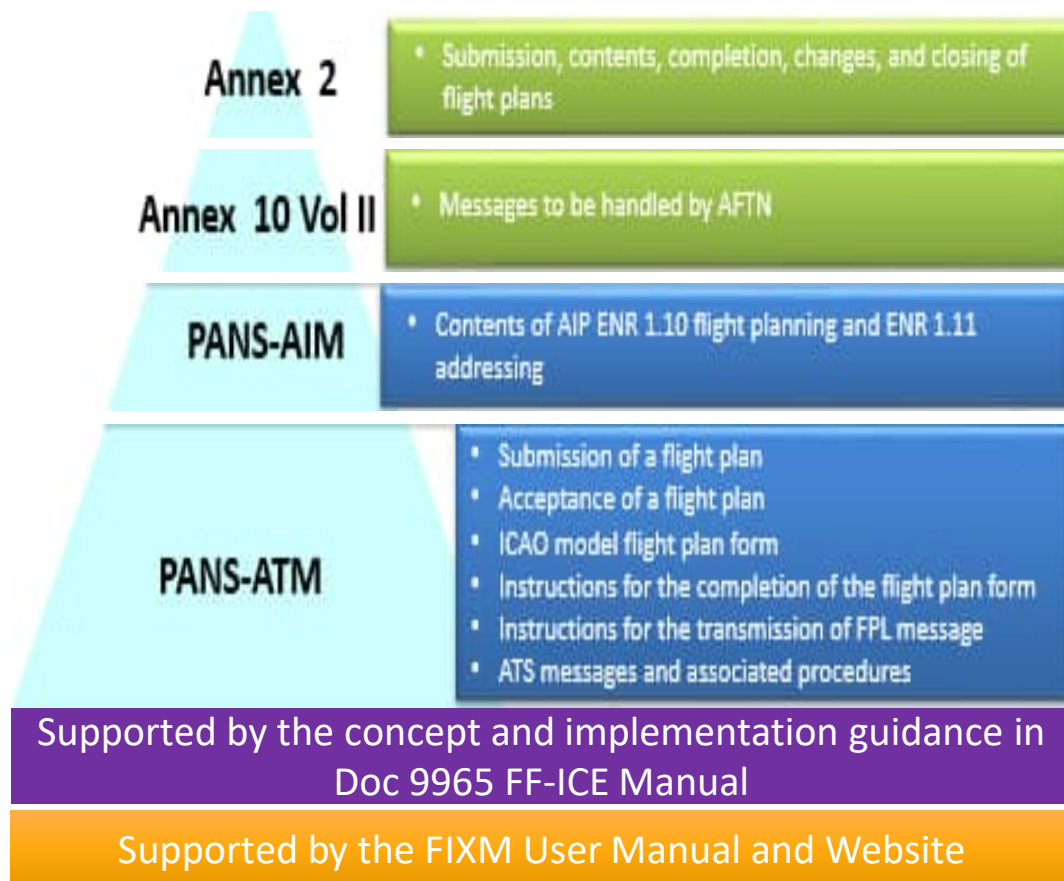 Annex 2
• Submission, contents, completion, changes, and closing of
flight plans
Annex 10 Vol II
• Messages to be handled by AFTN
PANS-AIM
• Contents of AIP ENR 1.10 flight planning and ENR 1.11
addressing
PANS-ATM
• Submission of a flight plan
• Acceptance of a flight plan
• ICAO model flight plan form
• Instructions for the completion of the flight plan form
• Instructions for the transmission of FPL message
• ATS messages and associated procedures
Supported by the concept and implementation guidance in
Doc 9965 FF-ICE Manual
Supported by the FIXM User Manual and Website